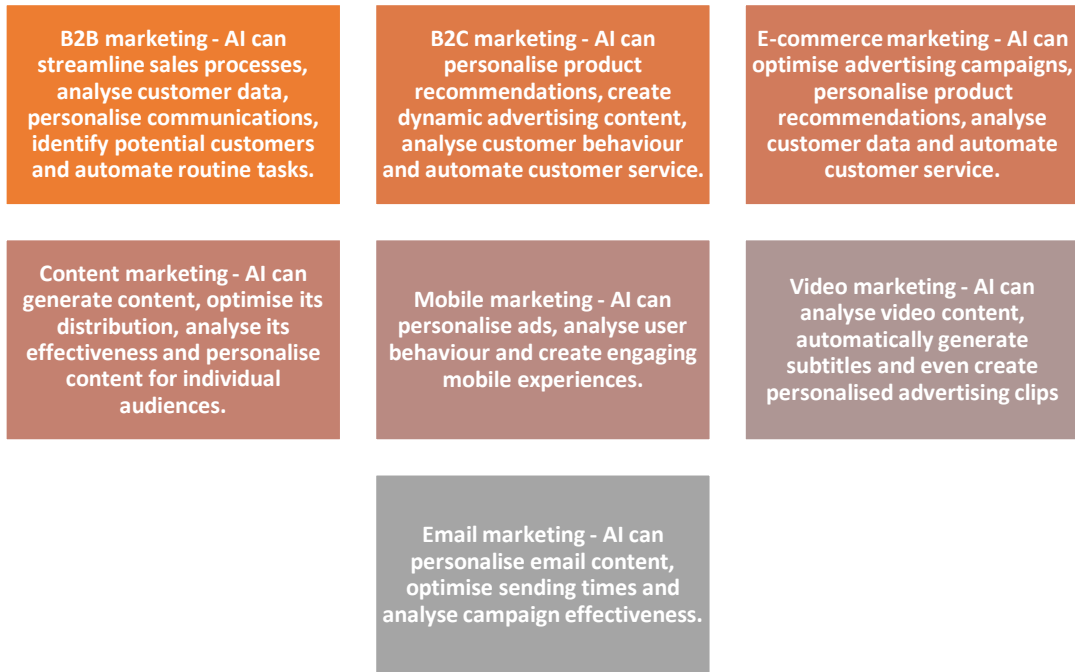 B2B marketing - AI can
streamline sales processes,
analyse customer data,
personalise communications,
identify potential customers
and automate routine tasks.
B2C marketing - AI can
personalise product
recommendations, create
dynamic advertising content,
analyse customer behaviour
and automate customer service.
E-commerce marketing - AI can
optimise advertising campaigns,
personalise product
recommendations, analyse
customer data and automate
customer service.
Content marketing - AI can
generate content, optimise its
distribution, analyse its
effectiveness and personalise
content for individual
audiences.
Mobile marketing - AI can
personalise ads, analyse user
behaviour and create engaging
mobile experiences.
Video marketing - AI can
analyse video content,
automatically generate
subtitles and even create
personalised advertising clips
Email marketing - AI can
personalise email content,
optimise sending times and
analyse campaign effectiveness.